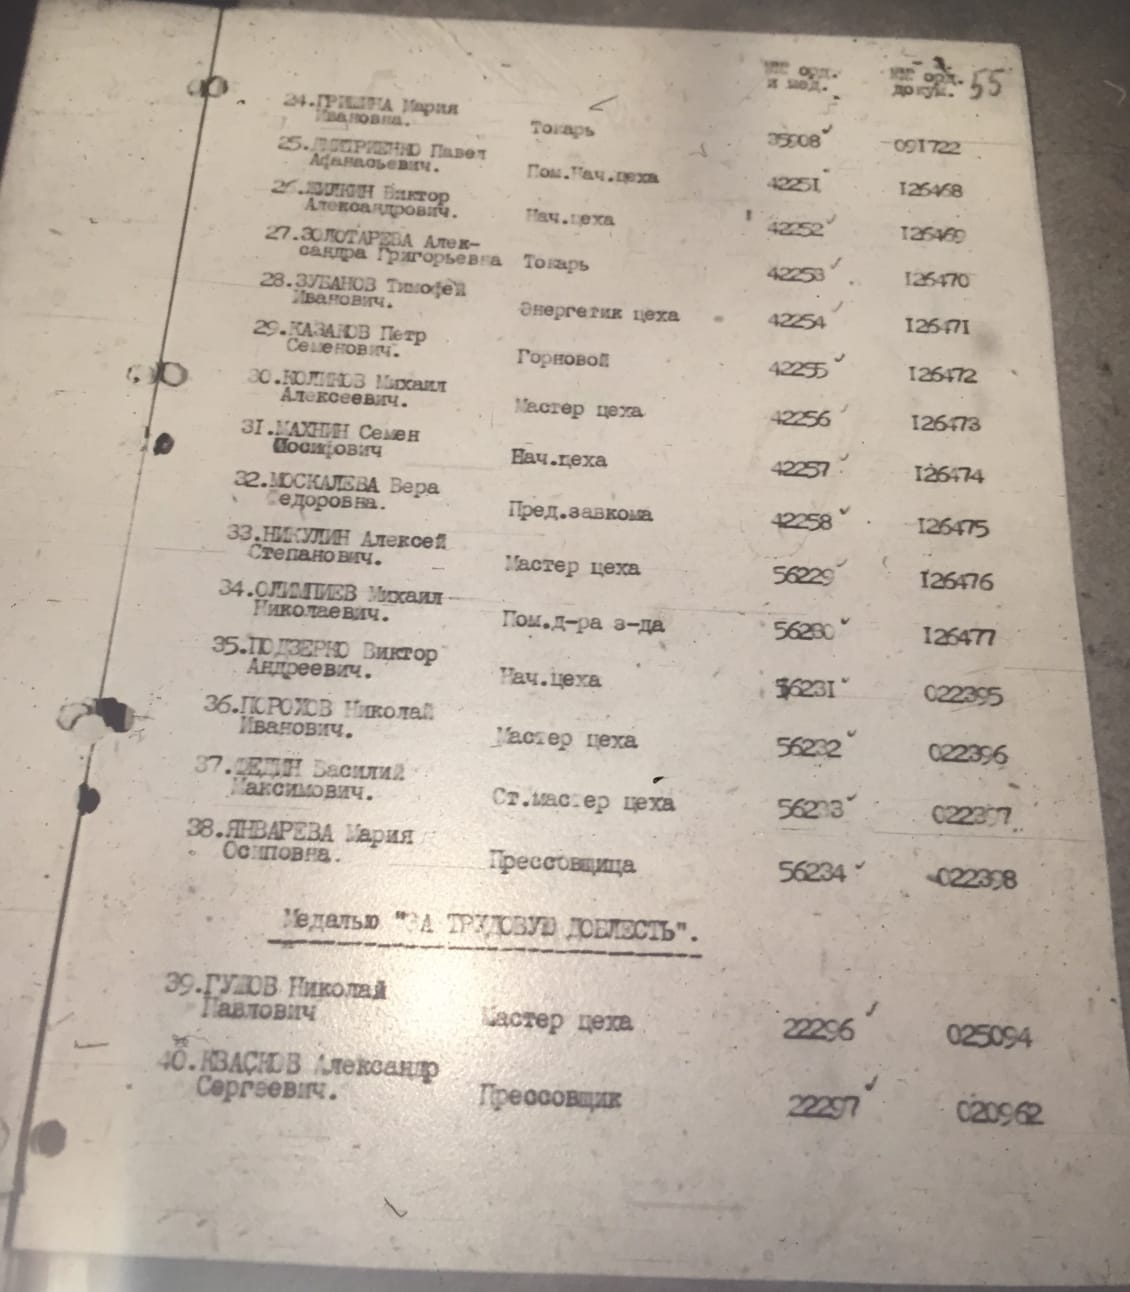 №№ орд. и мед.
№№ орд. докум.
55
24.ГРИШИНА Мария
Ивановна.
Токарь 35908 091722
25.ДМИТРИЕНКО Павел
Афанасьевич.
Пом.Нач.цеха 42251 126468
26.ЖИЛКИН Виктор
Александрович.
Нач.цеха 42252 126469
27.ЗОЛОТАРЕВА Алек-
сандра Григорьевна
Токарь 42253 126470
28.ЗУБАНОВ Тимофей
Иванович.
Энергетик цеха 42254 126471
29.КАЗАКОВ Петр
Семенович.
Горновой 42255 126472
30. Михаил
Алексеевич.
Мастер цеха 42256 126473
31.МАХНИН Семен
Иосифович
Нач.цеха 42257 126474
32.МОСКАЛЕВА Вера
Федоровна.
Пред.завкома 42258 126475
33.НИКУЛИН Алексей
Степанович.
Мастер цеха 56229 126476
34.ОЛИМПИЕВ Михаил
Николаевич.
Пом.д-ра з-да 56230 126477
35.ПОДЗЕРКО Виктор
Андреевич.
Нач.цеха 56231 022395
36.ПОРОХОВ Николай
Иванович.
Мастер цеха 56232 022396
37. Василий
Максимович.
Ст.мастер цеха 56233 022397
38.ЯНВАРЕВА Мария
Осиповна.
Прессовщица 56234 022398
Медалью "ЗА ТРУДОВУЮ ДОБЛЕСТЬ".
39. Николай
Павлович
Мастер цеха 22296 025094
40.КВАСКОВ Александр
Сергеевич.
Прессовщик 22297 020962